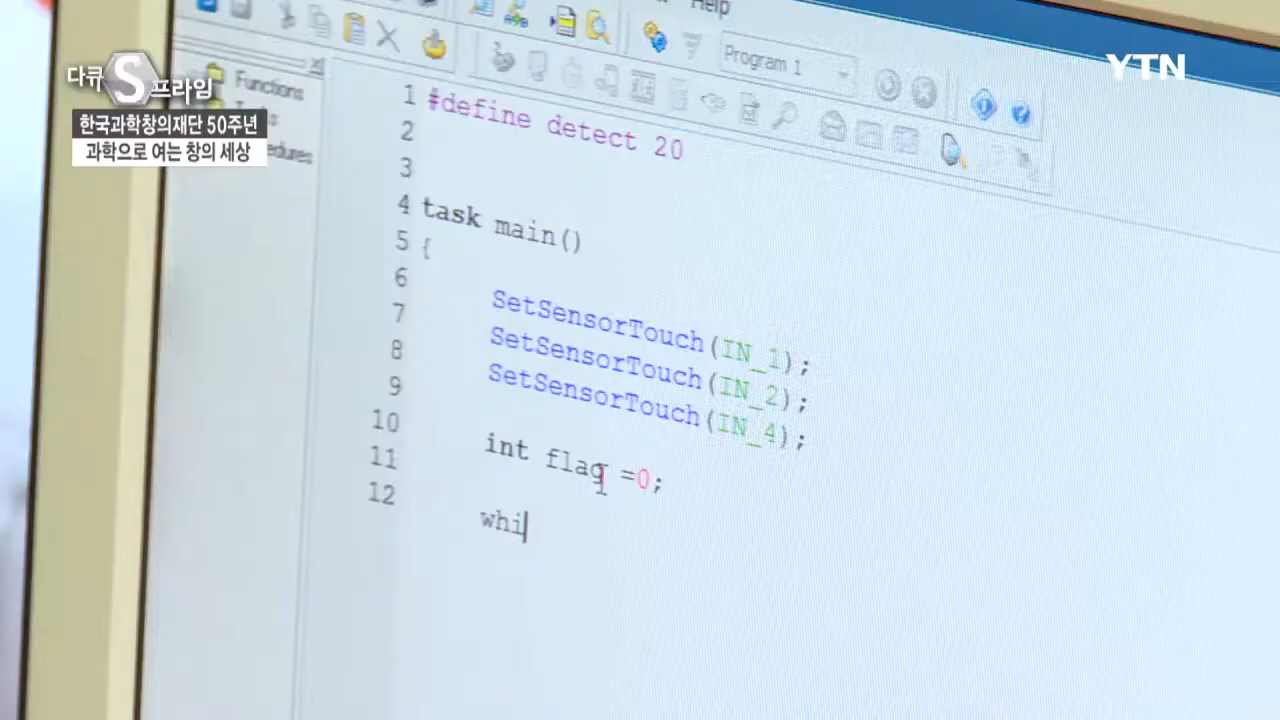 Help
다큐 S 프라임
한국과학창의재단 50주년
과학으로 여는 창의 세상
YTN
Program 1
Functions
1 #define detect 20
2
3
4 task main()
5 {
6
7 SetSensorTouch(IN_1);
8 SetSensorTouch(IN_2);
9 SetSensorTouch(IN_4);
10
11 int flag =0;
12
whi